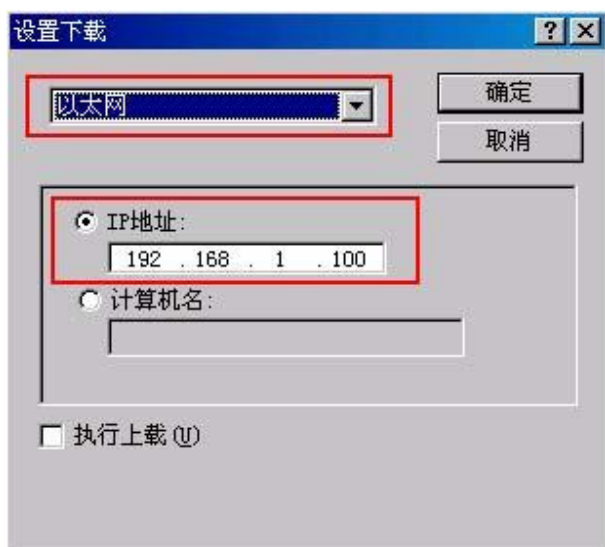 设置下载
以太网
确定
取消
IP地址:
192 .168 . 1 .100
计算机名:
执行上载(U)